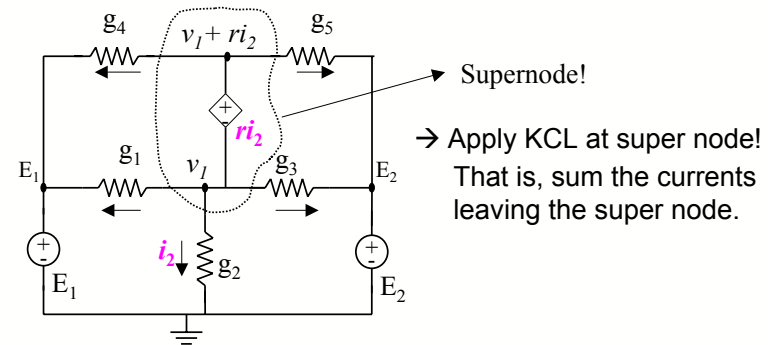 g4 v1+ ri2 g5
Supernode!
+
-
ri2
→ Apply KCL at super node!
E1 g1 v1 g3 E2
That is, sum the currents
leaving the super node.
+
-
i2
g2
+
-
E1
E2